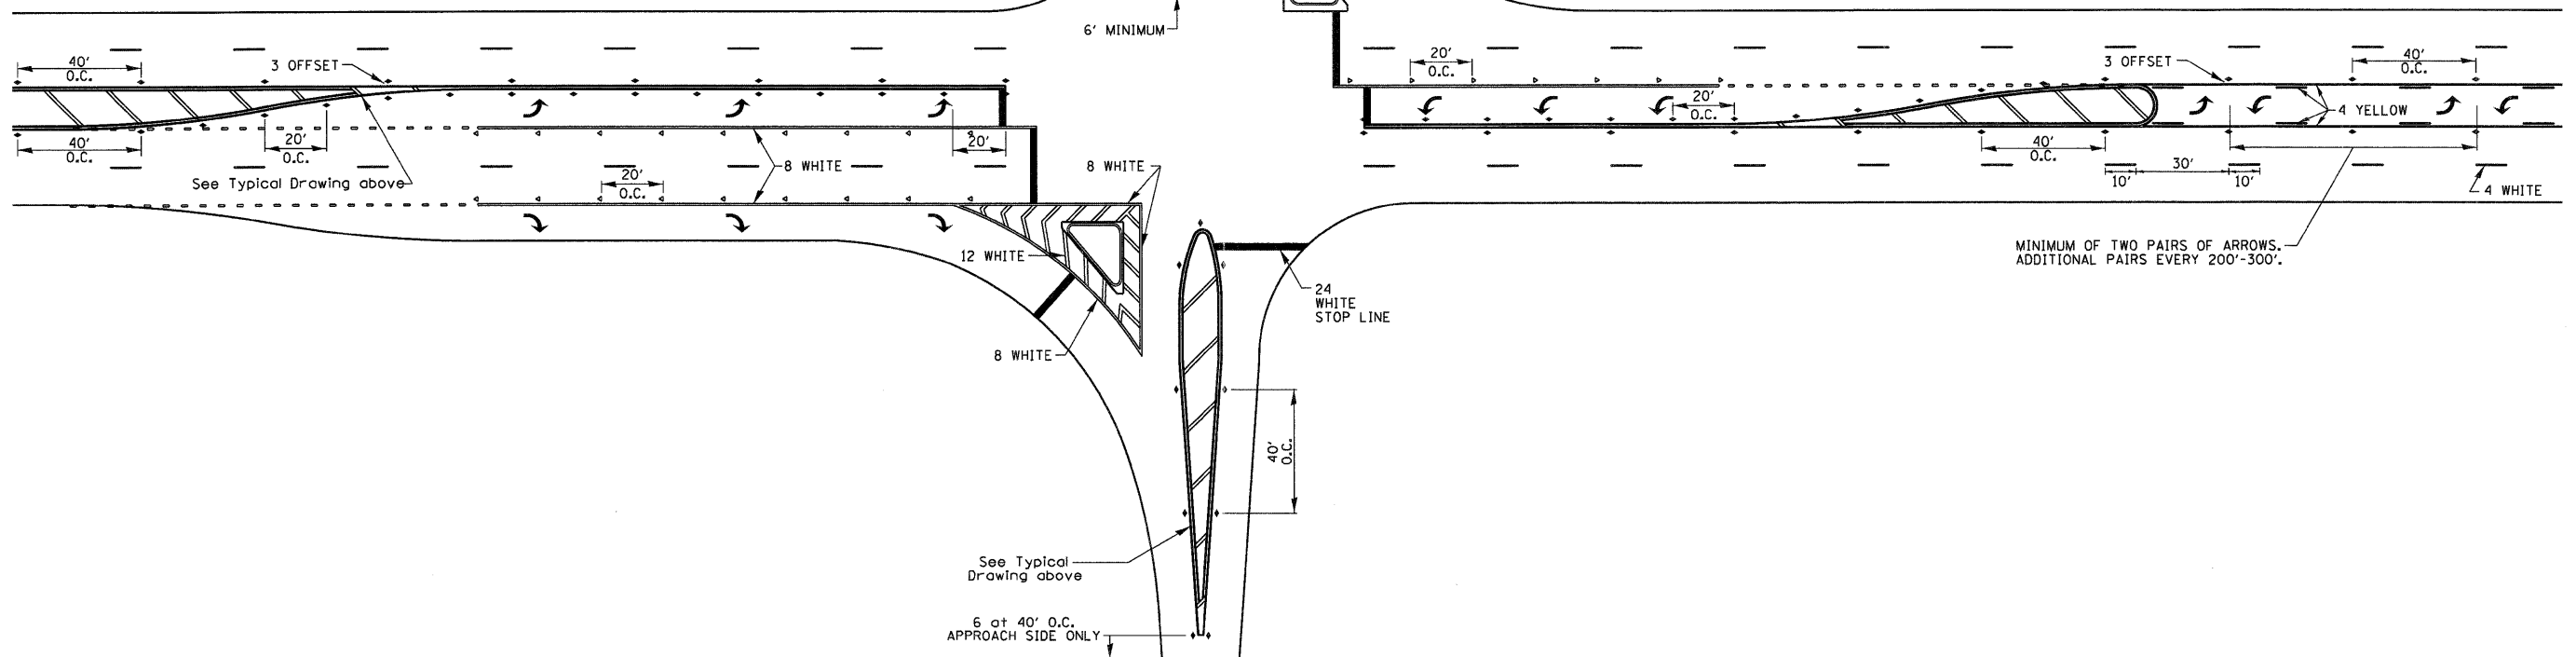 6' MINIMUM
40'
O.C.
3 OFFSET
20'
O.C.
3 OFFSET
40'
O.C.
20'
O.C.
4 YELLOW
40'
O.C.
20'
O.C.
See Typical Drawing above
20'
O.C.
8 WHITE
20'
8 WHITE
40'
O.C.
10'
30'
10'
4 WHITE
12 WHITE
8 WHITE
24
WHITE
STOP LINE
MINIMUM OF TWO PAIRS OF ARROWS.
ADDITIONAL PAIRS EVERY 200'-300'.
40'
O.C.
See Typical
Drawing above
6 at 40' O.C.
APPROACH SIDE ONLY